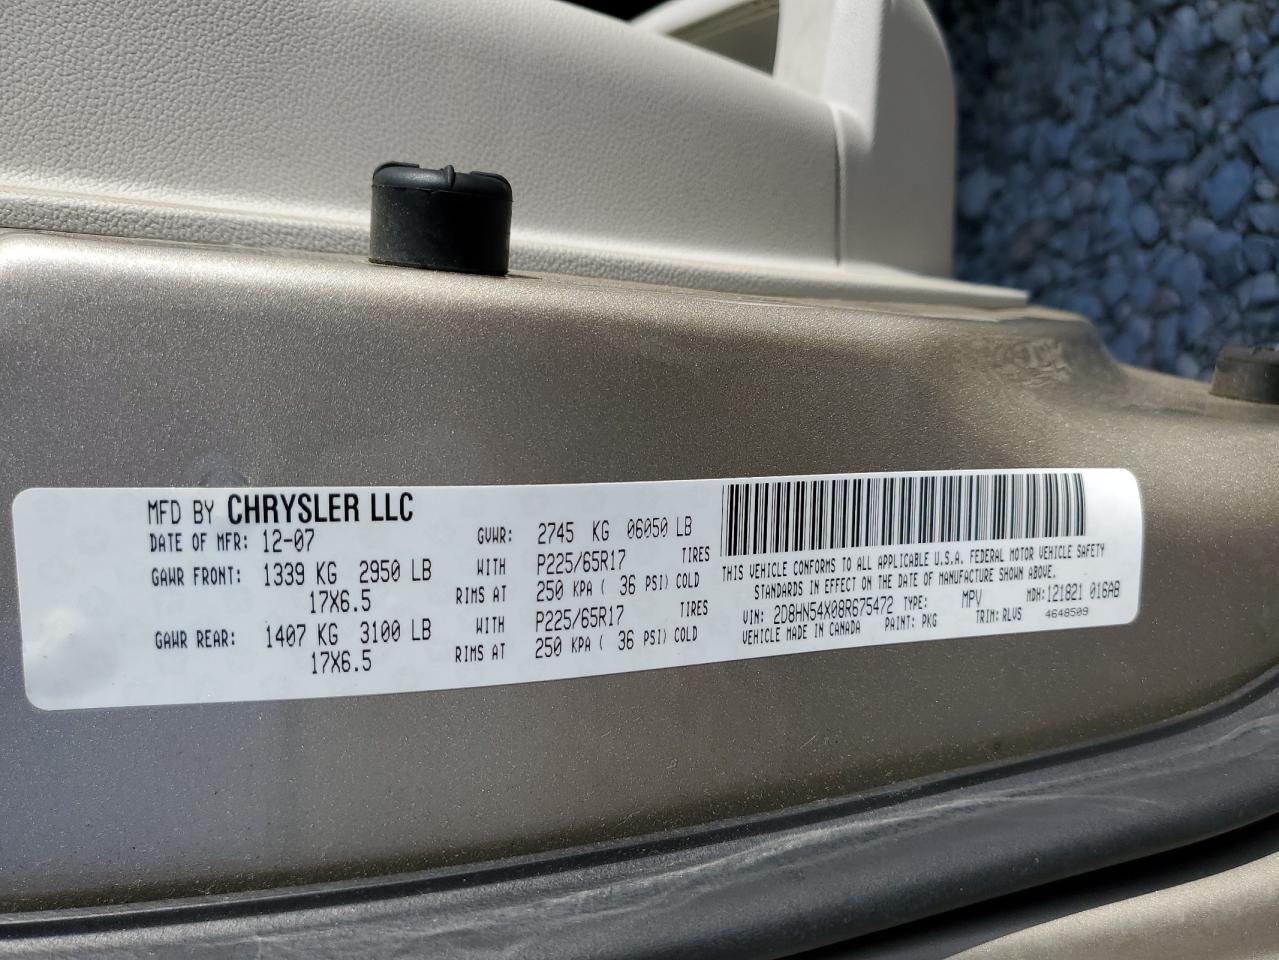 MFD BY CHRYSLER LLC
DATE OF MFR: 12-07 GVWR: 2745 KG 06050 LB
GAWR FRONT: 1339 KG 2950 LB WITH P225/65R17 TIRES
17X6.5 RIMS AT 250 KPA ( 36 PSI) COLD
GAWR REAR: 1407 KG 3100 LB WITH P225/65R17 TIRES
17X6.5 RIMS AT 250 KPA ( 36 PSI) COLD
THIS VEHICLE CONFORMS TO ALL APPLICABLE U.S.A. FEDERAL MOTOR VEHICLE SAFETY
STANDARDS IN EFFECT ON THE DATE OF MANUFACTURE SHOWN ABOVE.
VIN: 2D8HN54X08R675472 TYPE: MPV MDH: 121821 016AB
VEHICLE MADE IN CANADA PAINT: PKG TRIM: RLVS 4648509